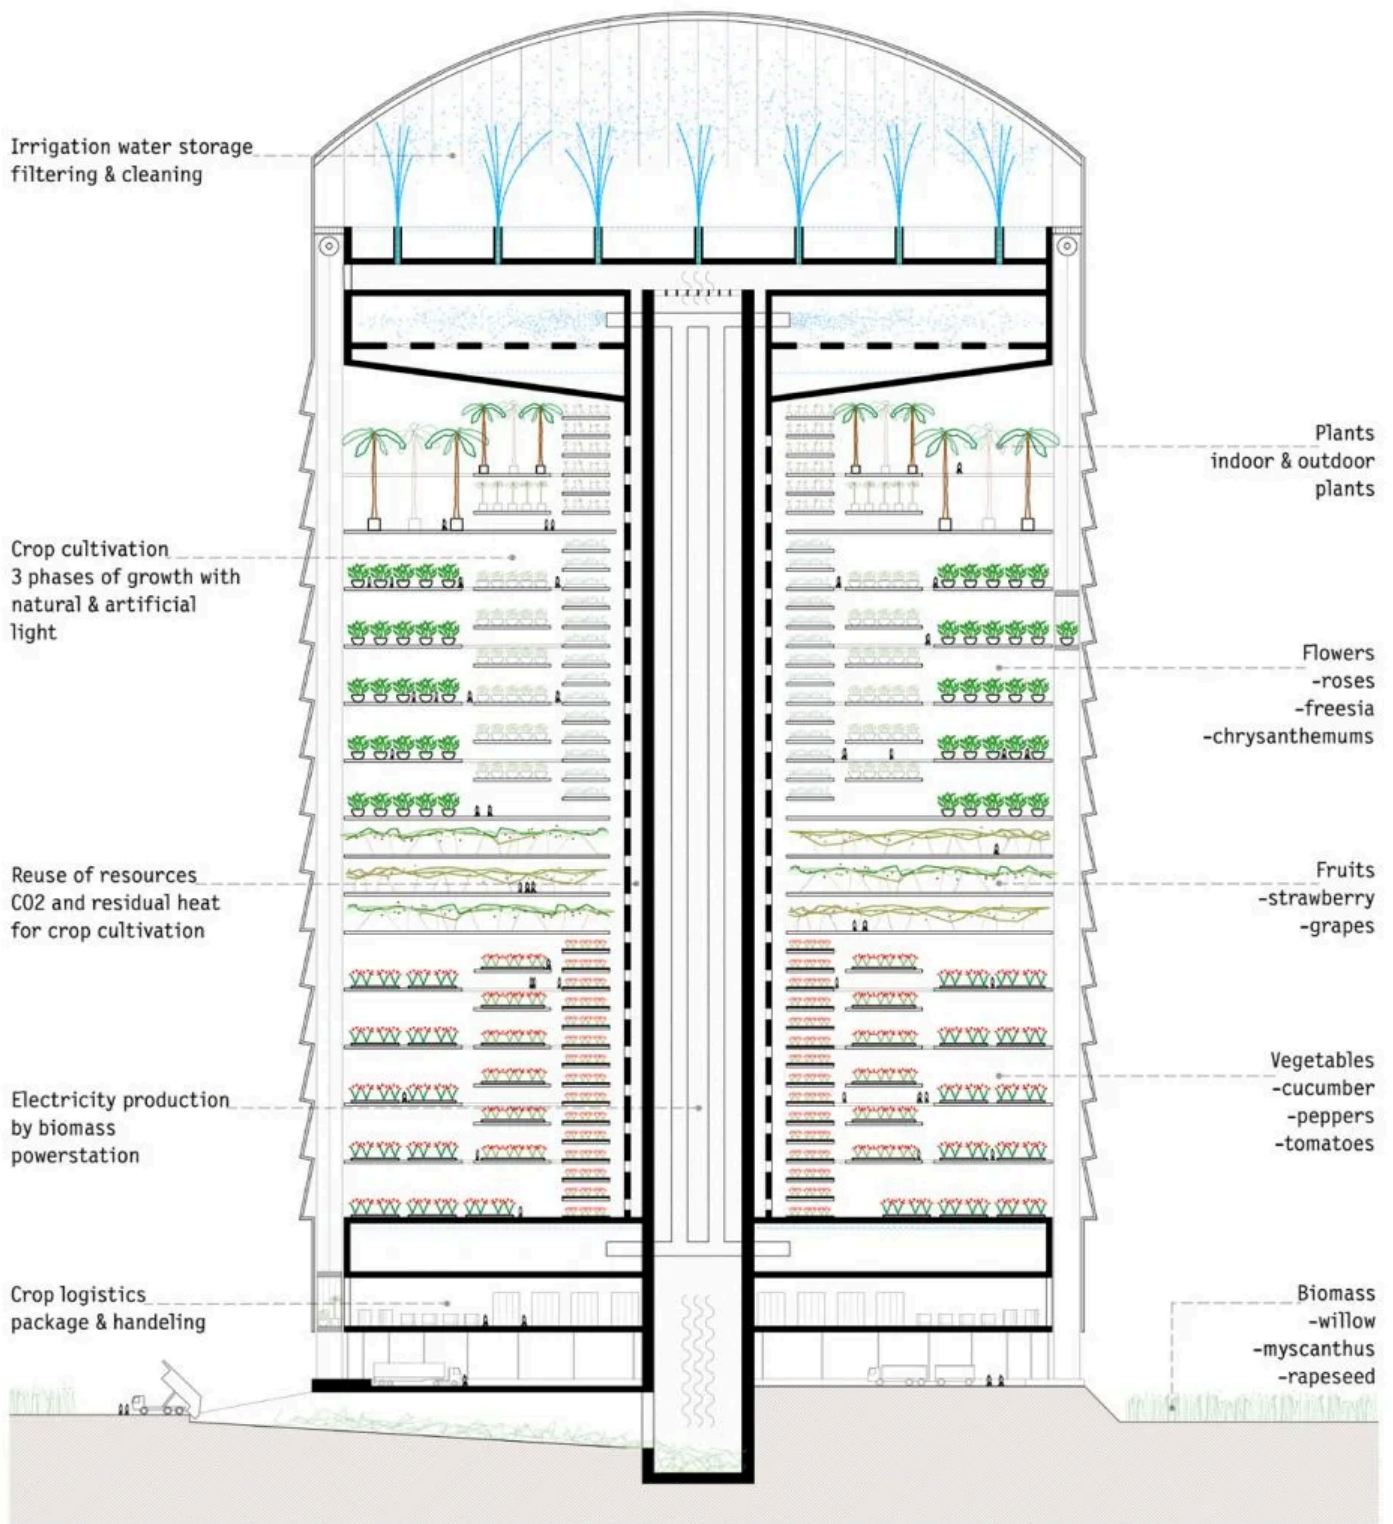 Irrigation water storage
filtering & cleaning
Crop cultivation
3 phases of growth with
natural & artificial
light
Reuse of resources
CO2 and residual heat
for crop cultivation
Electricity production
by biomass
powerstation
Crop logistics
package & handeling
Plants
indoor & outdoor
plants
Flowers
-roses
-freesia
-chrysanthemums
Fruits
-strawberry
-grapes
Vegetables
-cucumber
-peppers
-tomatoes
Biomass
-willow
-myscanthus
-rapeseed